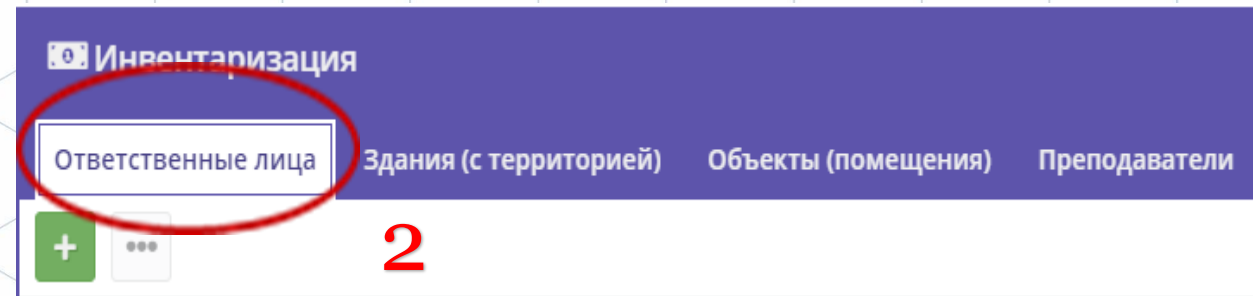 Инвентаризация
Ответственные лица Здания (с территорией) Объекты (помещения) Преподаватели
+ ••• 2